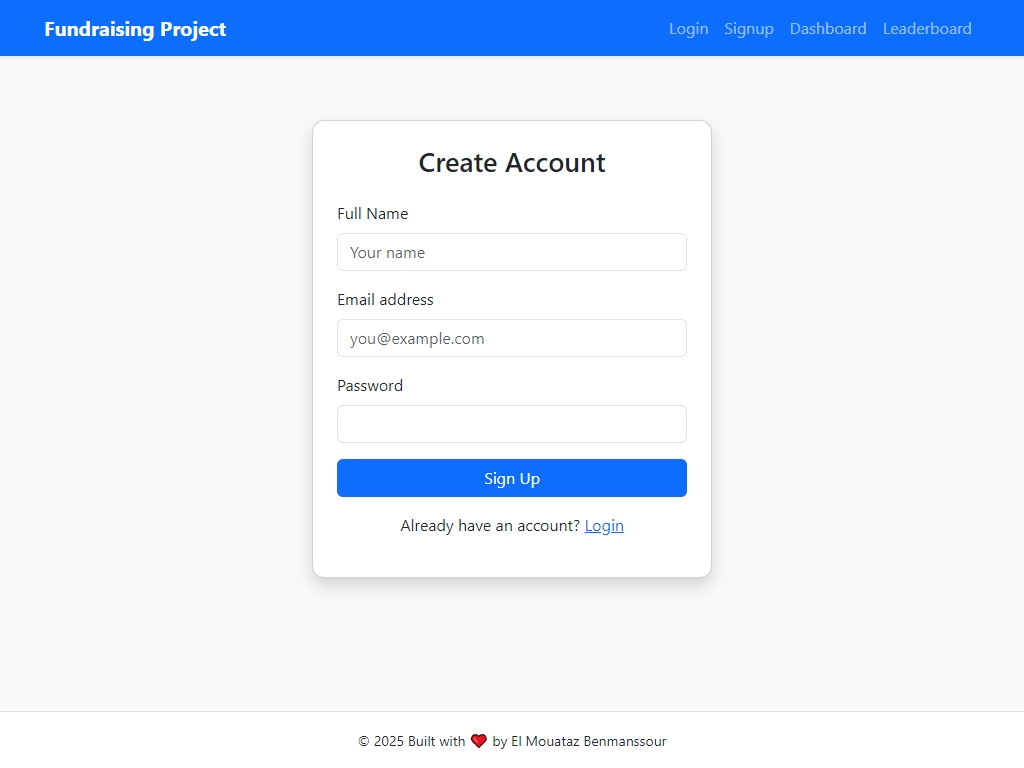 Fundraising Project
Login Signup Dashboard Leaderboard
Create Account
Full Name
Your name
Email address
you@example.com
Password
Sign Up
Already have an account? Login
© 2025 Built with ❤️ by El Mouataz Benmanssour